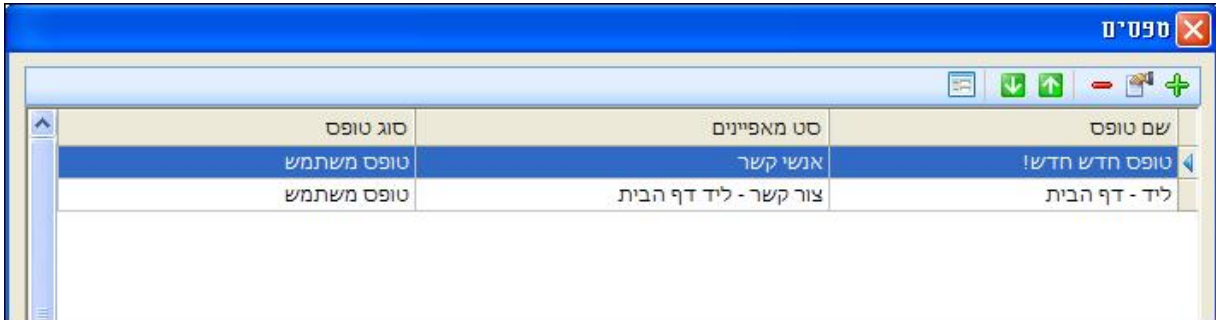 טפסים
שם טופס סט מאפיינים סוג טופס
טופס חדש חדש! אנשי קשר טופס משתמש
ליד - דף הבית צור קשר - ליד דף הבית טופס משתמש